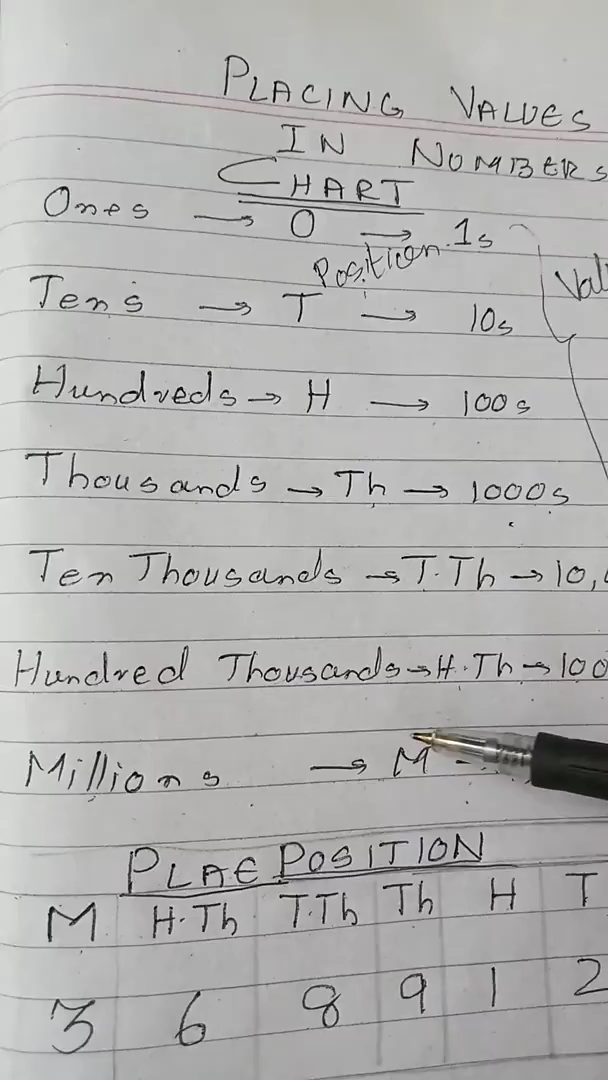 PLACING VALUES
IN NUMBERS
CHART
Ones → O → 1s
Position
Tens → T → 10s
Hundreds → H → 100s
Thousands → Th → 1000s
Ten Thousands → T.Th → 10,
Hundred Thousands → H.Th → 100
Millions → M
PLAE POSITION
M H.Th T.Th Th H T
3 6 8 9 1 2